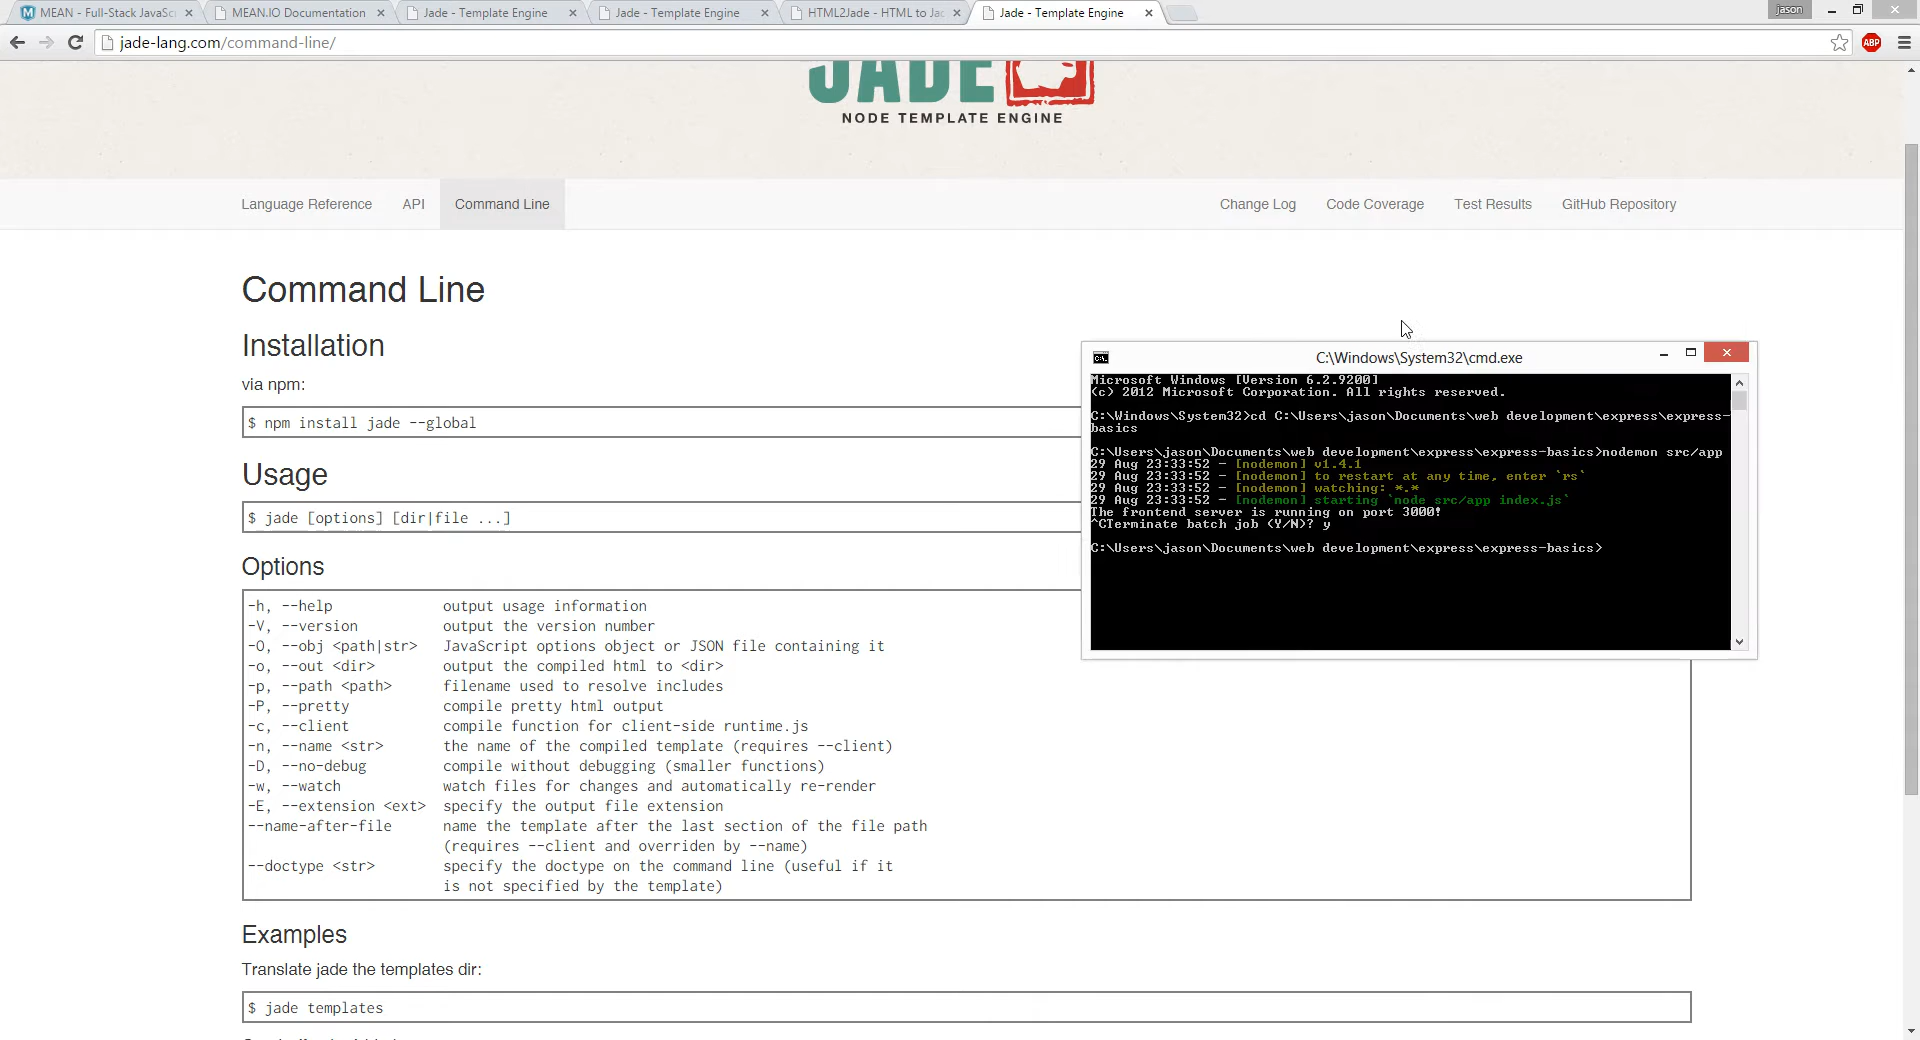 MEAN - Full-Stack JavaSc
MEAN.IO Documentation
Jade - Template Engine
Jade - Template Engine
HTML2Jade - HTML to Jac
Jade - Template Engine
jason
jade-lang.com/command-line/
ABP
JADE
NODE TEMPLATE ENGINE
Language Reference
API
Command Line
Change Log
Code Coverage
Test Results
GitHub Repository
Command Line
Installation
via npm:
$ npm install jade --global
Usage
$ jade [options] [dir|file ...]
Options
-h, --help output usage information
-V, --version output the version number
-O, --obj <path|str> JavaScript options object or JSON file containing it
-o, --out <dir> output the compiled html to <dir>
-p, --path <path> filename used to resolve includes
-P, --pretty compile pretty html output
-c, --client compile function for client-side runtime.js
-n, --name <str> the name of the compiled template (requires --client)
-D, --no-debug compile without debugging (smaller functions)
-w, --watch watch files for changes and automatically re-render
-E, --extension <ext> specify the output file extension
--name-after-file name the template after the last section of the file path
(requires --client and overriden by --name)
--doctype <str> specify the doctype on the command line (useful if it
is not specified by the template)
Examples
Translate jade the templates dir:
$ jade templates
C:\Windows\System32\cmd.exe
Microsoft Windows [Version 6.2.9200]
(c) 2012 Microsoft Corporation. All rights reserved.
C:\Windows\System32>cd C:\Users\jason\Documents\web development\express\express-
basics
C:\Users\jason\Documents\web development\express\express-basics>nodemon src/app
29 Aug 23:33:52 - [nodemon] v1.4.1
29 Aug 23:33:52 - [nodemon] to restart at any time, enter `rs`
29 Aug 23:33:52 - [nodemon] watching: *.*
29 Aug 23:33:52 - [nodemon] starting `node src/app index.js`
The frontend server is running on port 3000!
^CTerminate batch job (Y/N)? y
C:\Users\jason\Documents\web development\express\express-basics>